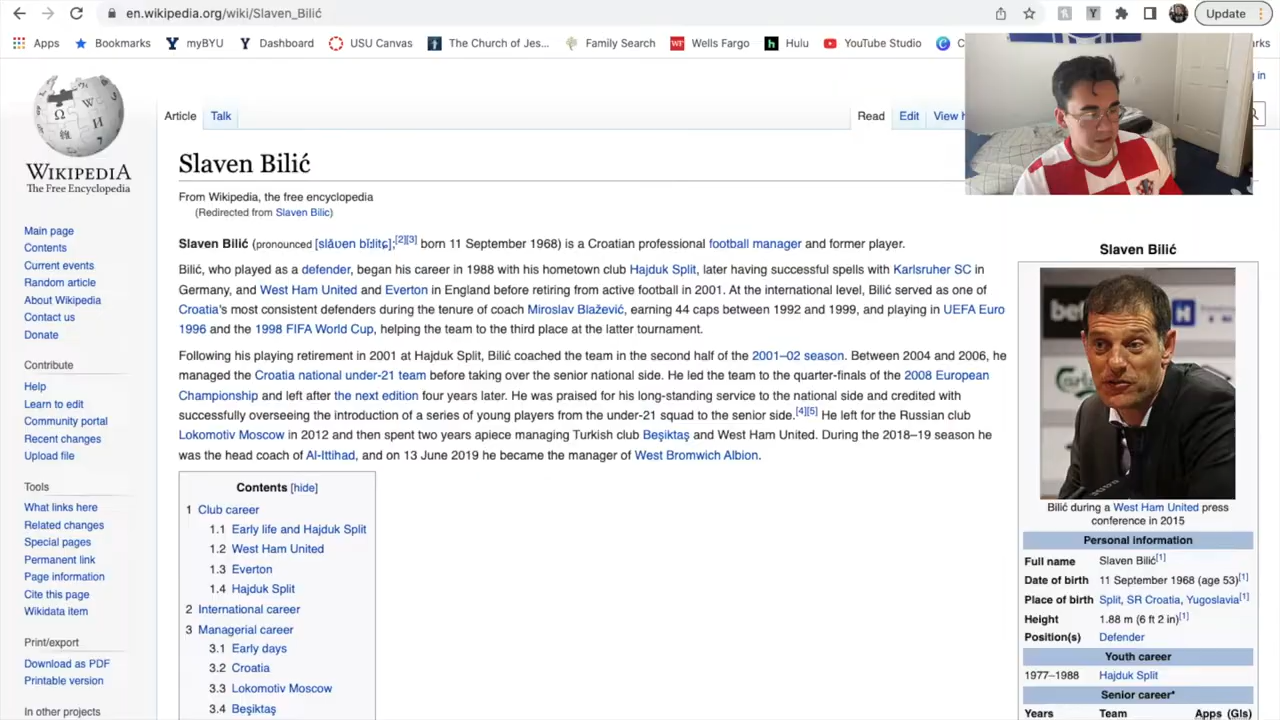 en.wikipedia.org/wiki/Slaven_Bilić
Update
Apps
Bookmarks
myBYU
Dashboard
USU Canvas
The Church of Jes...
Family Search
Wells Fargo
Hulu
YouTube Studio
WIKIPEDIA
The Free Encyclopedia
Main page
Contents
Current events
Random article
About Wikipedia
Contact us
Donate
Contribute
Help
Learn to edit
Community portal
Recent changes
Upload file
Tools
What links here
Related changes
Special pages
Permanent link
Page information
Cite this page
Wikidata item
Print/export
Download as PDF
Printable version
In other projects
Article Talk
Read Edit View h
in
Slaven Bilić
From Wikipedia, the free encyclopedia
(Redirected from Slaven Bilic)
Slaven Bilić (pronounced [slǎʋen bǐːlitɕ];[2][3] born 11 September 1968) is a Croatian professional football manager and former player.
Bilić, who played as a defender, began his career in 1988 with his hometown club Hajduk Split, later having successful spells with Karlsruher SC in
Germany, and West Ham United and Everton in England before retiring from active football in 2001. At the international level, Bilić served as one of
Croatia's most consistent defenders during the tenure of coach Miroslav Blažević, earning 44 caps between 1992 and 1999, and playing in UEFA Euro
1996 and the 1998 FIFA World Cup, helping the team to the third place at the latter tournament.
Following his playing retirement in 2001 at Hajduk Split, Bilić coached the team in the second half of the 2001–02 season. Between 2004 and 2006, he
managed the Croatia national under-21 team before taking over the senior national side. He led the team to the quarter-finals of the 2008 European
Championship and left after the next edition four years later. He was praised for his long-standing service to the national side and credited with
successfully overseeing the introduction of a series of young players from the under-21 squad to the senior side.[4][5] He left for the Russian club
Lokomotiv Moscow in 2012 and then spent two years apiece managing Turkish club Beşiktaş and West Ham United. During the 2018–19 season he
was the head coach of Al-Ittihad, and on 13 June 2019 he became the manager of West Bromwich Albion.
Contents [hide]
1 Club career
1.1 Early life and Hajduk Split
1.2 West Ham United
1.3 Everton
1.4 Hajduk Split
2 International career
3 Managerial career
3.1 Early days
3.2 Croatia
3.3 Lokomotiv Moscow
3.4 Beşiktaş
Slaven Bilić
Bilić during a West Ham United press
conference in 2015
Personal information
Full name Slaven Bilić[1]
Date of birth 11 September 1968 (age 53)[1]
Place of birth Split, SR Croatia, Yugoslavia[1]
Height 1.88 m (6 ft 2 in)[1]
Position(s) Defender
Youth career
1977–1988 Hajduk Split
Senior career*
Years Team Apps (Gls)